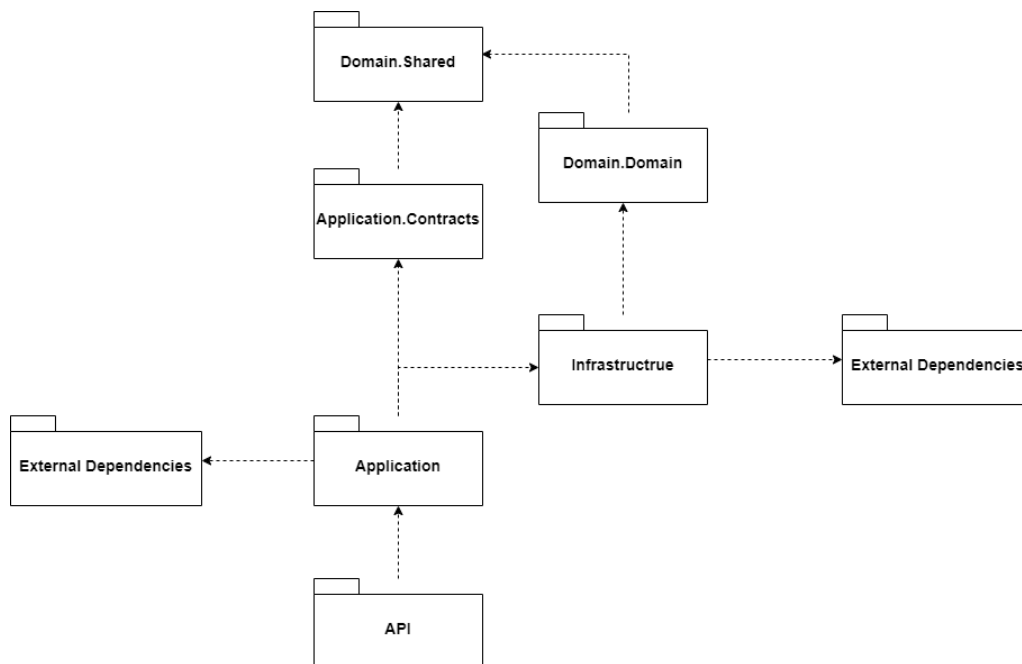 Domain.Shared
Domain.Domain
Application.Contracts
Infrastructrue
External Dependencies
External Dependencies
Application
API